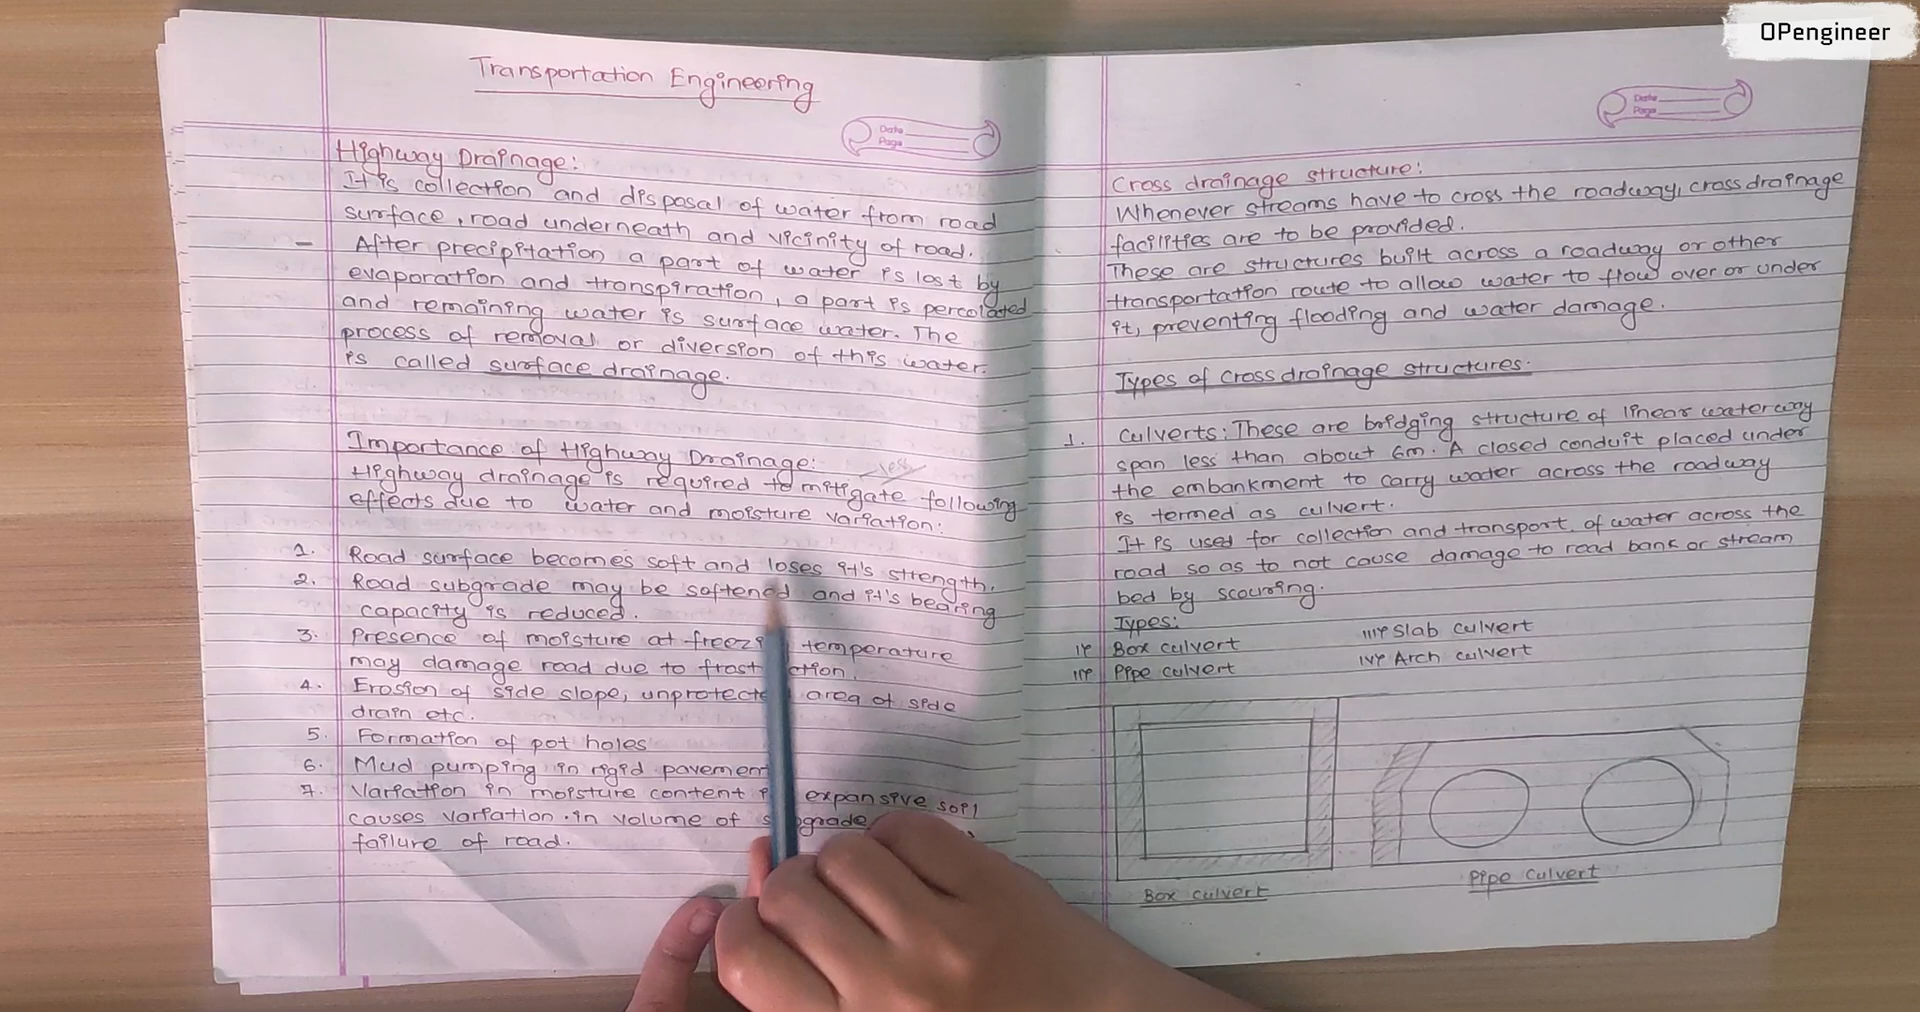 OPengineer
Transportation Engineering
Date
Page
Highway Drainage:
It is collection and disposal of water from road
surface, road underneath and vicinity of road.
- After precipitation a part of water is lost by
evaporation and transpiration, a part is percolated
and remaining water is surface water. The
process of removal or diversion of this water.
is called surface drainage.
Importance of Highway Drainage:
Highway drainage is required to mitigate following
effects due to water and moisture variation:
1. Road surface becomes soft and loses it's strength.
2. Road subgrade may be softened and it's bearing
capacity is reduced.
3. Presence of moisture at temperature
may damage road due to frost
4. Erosion of side slope, area of side
drain etc.
5. Formation of pot holes
6. Mud pumping in rigid
7. Variation in moisture content expansive soil
causes variation in volume of
failure of road.
Date
Page
Cross drainage structure:
Whenever streams have to cross the roadway, cross drainage
facilities are to be provided.
These are structures built across a roadway or other
transportation route to allow water to flow over or under
it, preventing flooding and water damage.
Types of cross drainage structures:
1. Culverts: These are bridging structure of linear waterway
span less than about 6m. A closed conduit placed under
the embankment to carry water across the roadway
is termed as culvert.
It is used for collection and transport of water across the
road so as to not cause damage to road bank or stream
bed by scouring.
Types:
i) Box culvert iii) Slab culvert
ii) Pipe culvert iv) Arch culvert
Box culvert
Pipe culvert